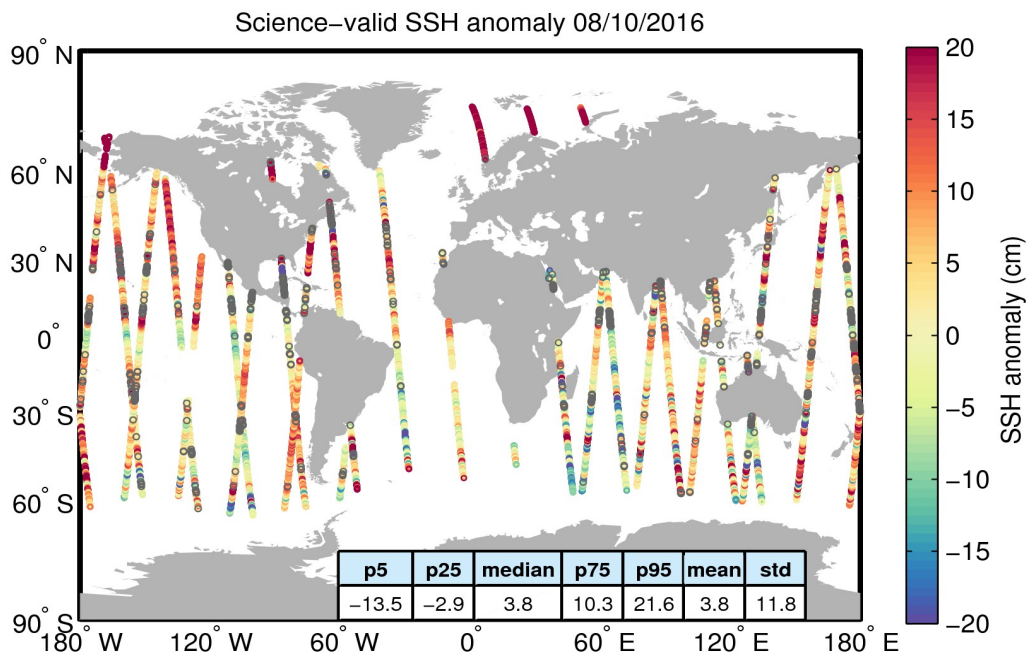 Science−valid SSH anomaly 08/10/2016
90° N
60° N
30° N
0°
30° S
60° S
90° S
180° W
120° W
60° W
0°
60° E
120° E
180° E
p5 p25 median p75 p95 mean std
−13.5 −2.9 3.8 10.3 21.6 3.8 11.8
20
15
10
5
0
−5
−10
−15
−20
SSH anomaly (cm)